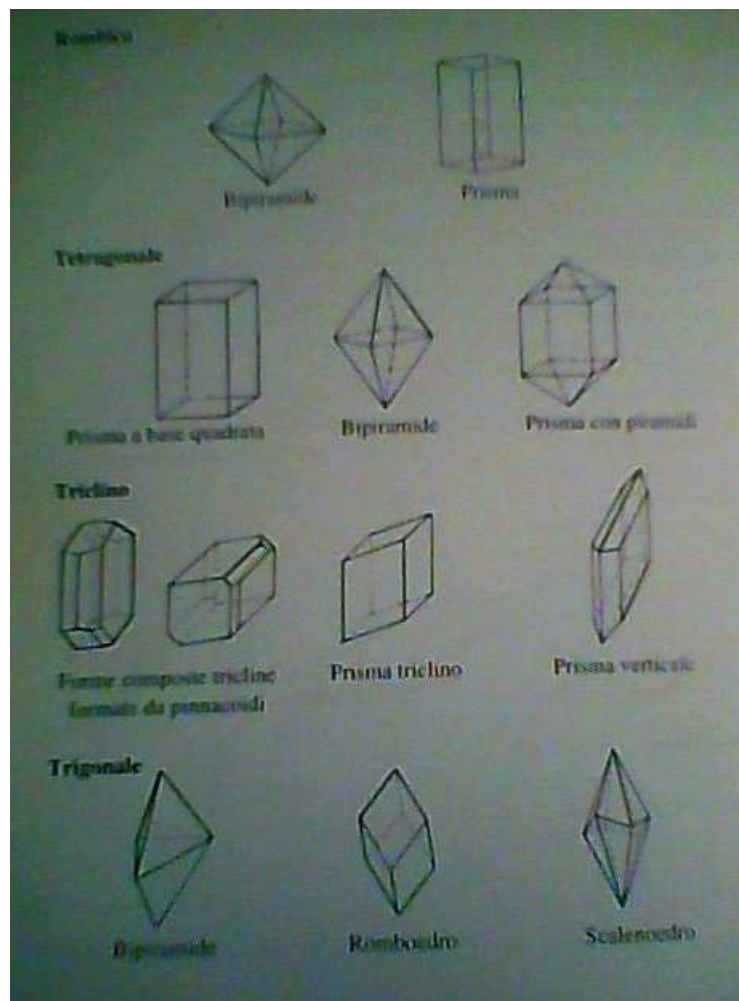 Rombico
Bipiramide
Prisma
Tetragonale
Prisma a base quadrata
Bipiramide
Prisma con piramidi
Triclino
Forme composte tricline
formate da pinnacoidi
Prisma triclino
Prisma verticale
Trigonale
Bipiramide
Romboedro
Scalenoedro